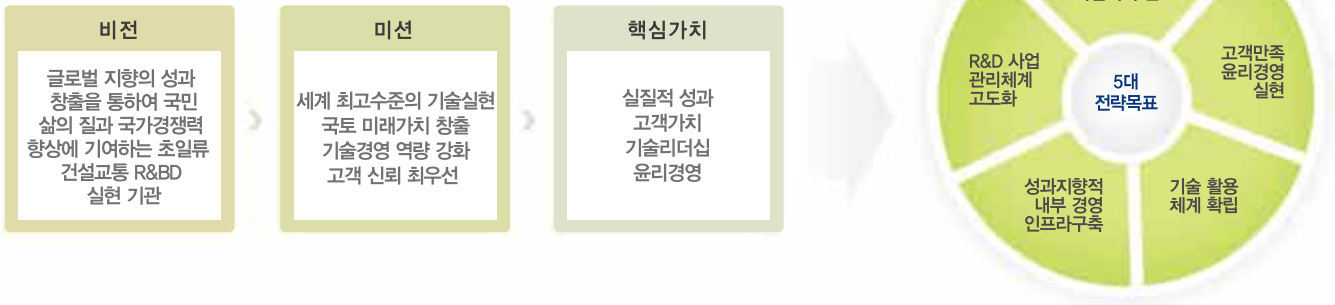 비전
글로벌 지향의 성과
창출을 통하여 국민
삶의 질과 국가경쟁력
향상에 기여하는 초일류
건설교통 R&BD
실현 기관
미션
세계 최고수준의 기술실현
국토 미래가치 창출
기술경영 역량 강화
고객 신뢰 최우선
핵심가치
실질적 성과
고객가치
기술리더십
윤리경영
R&D 사업
관리체계
고도화
5대
전략목표
고객만족
윤리경영
실현
성과지향적
내부 경영
인프라구축
기술 활용
체계 확립